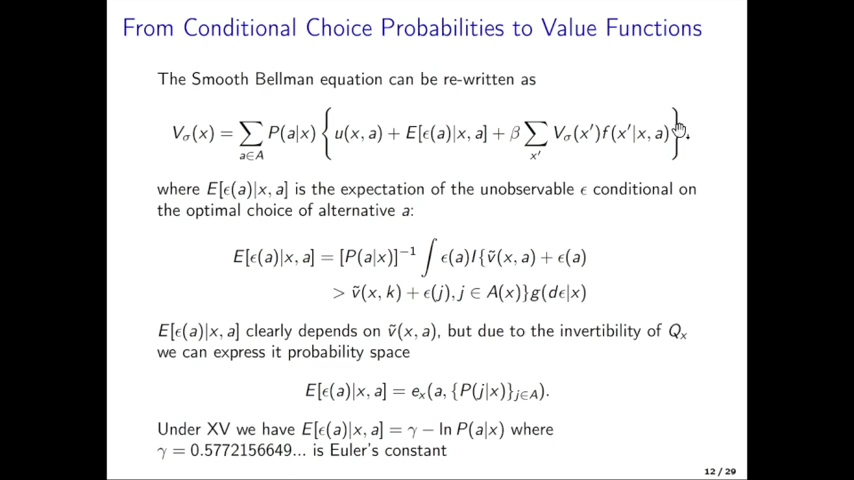 From Conditional Choice Probabilities to Value Functions
The Smooth Bellman equation can be re-written as
V_σ(x) = ∑_{a∈A} P(a|x) { u(x, a) + E[ϵ(a)|x, a] + β ∑_{x′} V_σ(x′)f(x′|x, a) } .
where E[ϵ(a)|x, a] is the expectation of the unobservable ϵ conditional on
the optimal choice of alternative a:
E[ϵ(a)|x, a] = [P(a|x)]⁻¹ ∫ ϵ(a)I{ṽ(x, a) + ϵ(a)
> ṽ(x, k) + ϵ(j), j ∈ A(x)}g(dϵ|x)
E[ϵ(a)|x, a] clearly depends on ṽ(x, a), but due to the invertibility of Q_x
we can express it probability space
E[ϵ(a)|x, a] = e_x(a, {P(j|x)}_{j∈A}).
Under XV we have E[ϵ(a)|x, a] = γ − ln P(a|x) where
γ = 0.5772156649... is Euler's constant
12 / 29